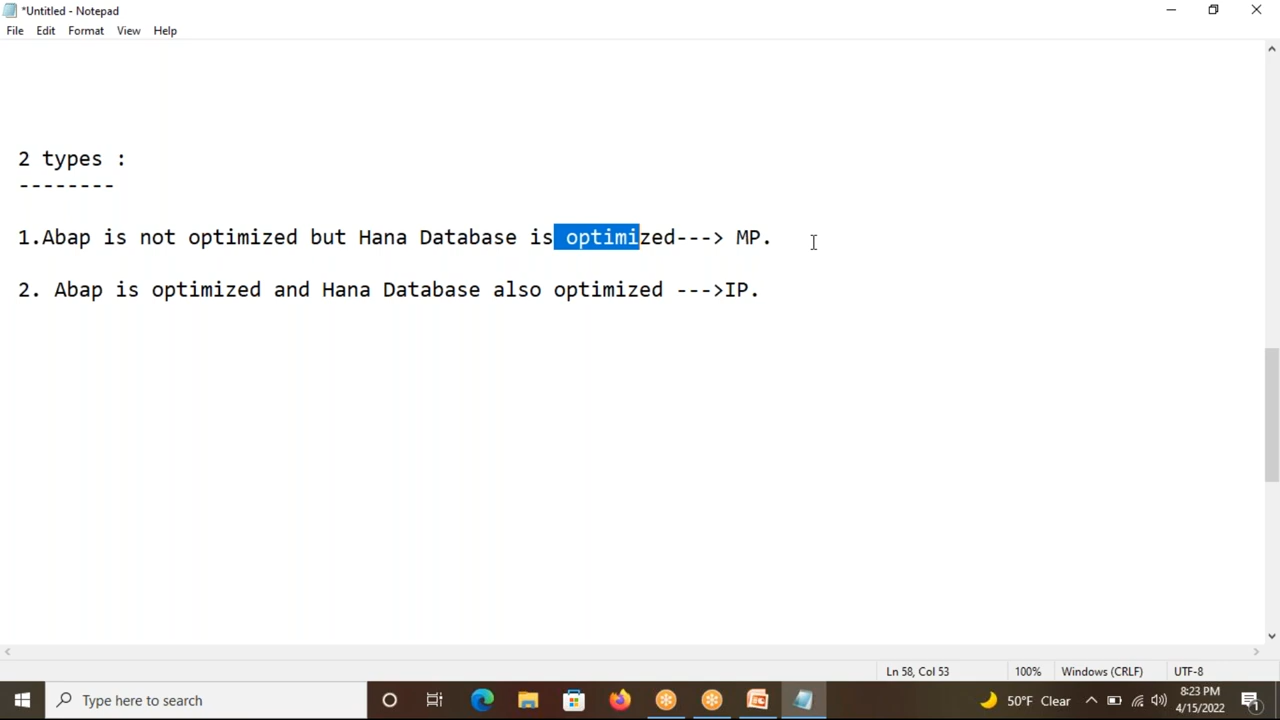 *Untitled - Notepad
File Edit Format View Help
2 types :
--------
1.Abap is not optimized but Hana Database is optimized---> MP.
2. Abap is optimized and Hana Database also optimized --->IP.
Ln 58, Col 53 100% Windows (CRLF) UTF-8
Type here to search
50°F Clear
8:23 PM
4/15/2022
1